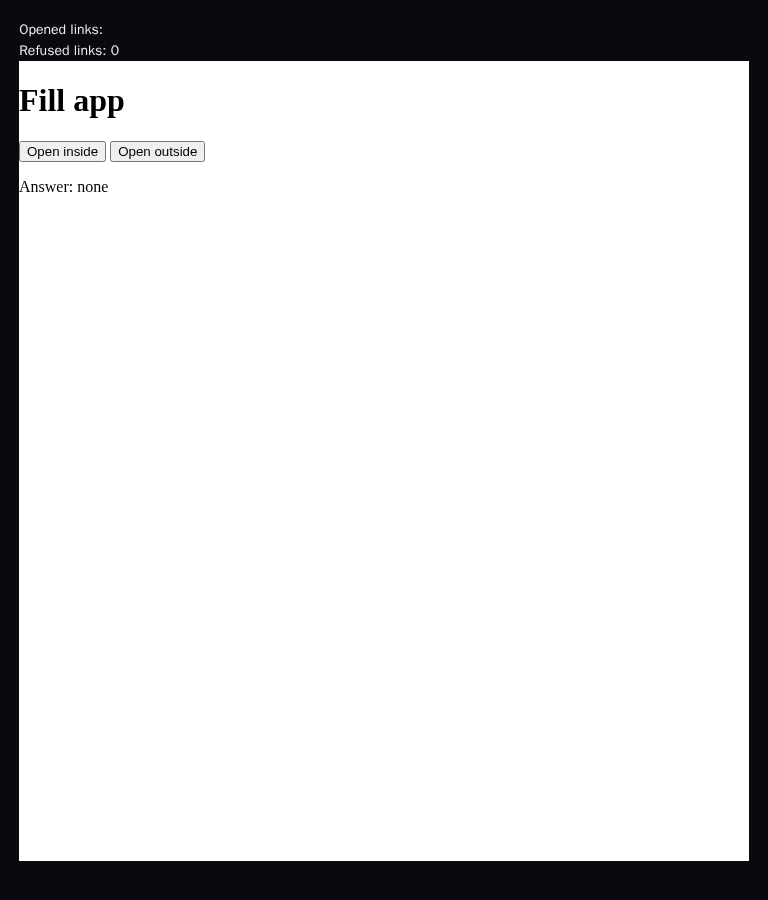 Opened links:
Refused links: 0
Fill app
Open inside Open outside
Answer: none